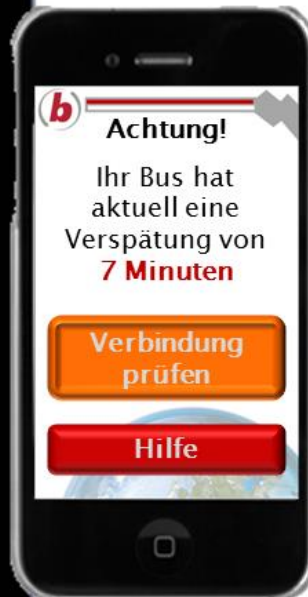 b
Achtung!
Ihr Bus hat
aktuell eine
Verspätung von
7 Minuten
Verbindung
prüfen
Hilfe